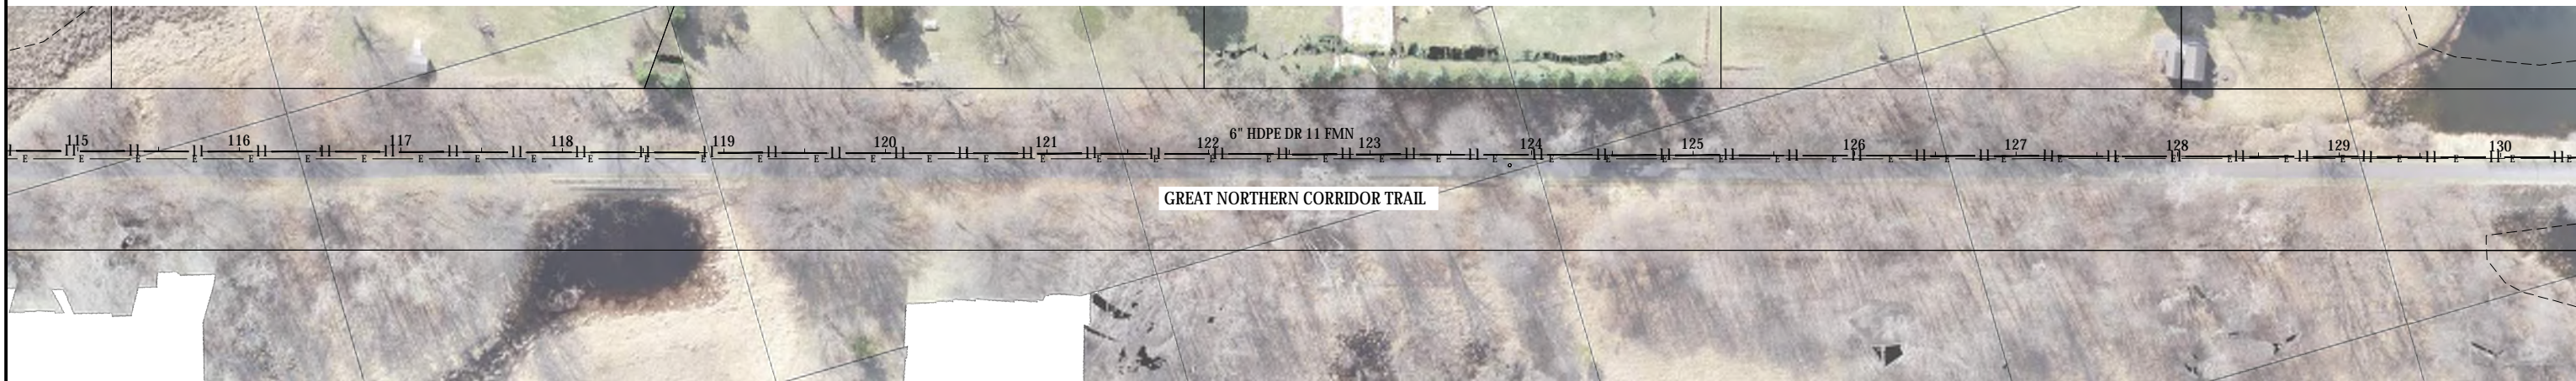 115 116 117 118 119 120 121 122 123 124 125 126 127 128 129 130
6" HDPE DR 11 FMN
E E E E E E E E E E E E E E E E E E E E E E E E E E E E
GREAT NORTHERN CORRIDOR TRAIL